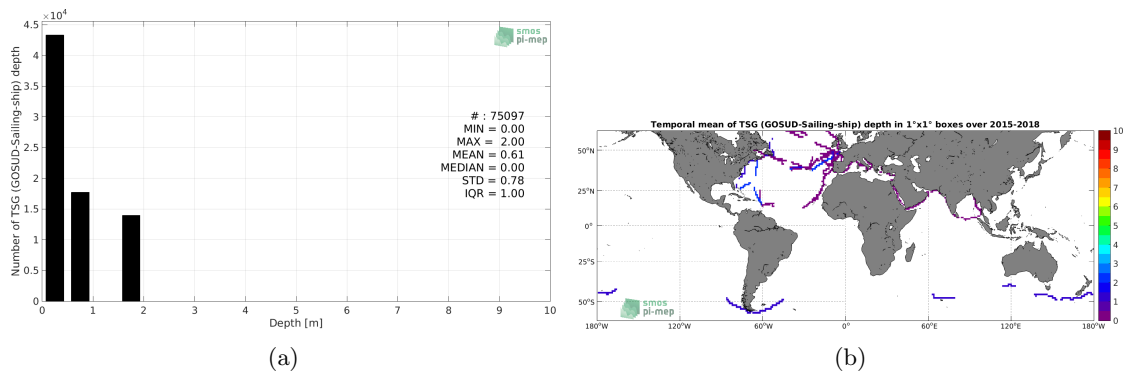 ×10⁴
4.5
4
3.5
3
2.5
2
1.5
1
0.5
0
Number of TSG (GOSUD-Sailing-ship) depth
smos
pi-mep
# : 75097
MIN = 0.00
MAX = 2.00
MEAN = 0.61
MEDIAN = 0.00
STD = 0.78
IQR = 1.00
0 1 2 3 4 5 6 7 8 9 10
Depth [m]
(a)
Temporal mean of TSG (GOSUD-Sailing-ship) depth in 1°x1° boxes over 2015-2018
50°N
25°N
0°
25°S
50°S
smos
pi-mep
180°W 120°W 60°W 0° 60°E 120°E 180°W
10
9
8
7
6
5
4
3
2
1
0
(b)